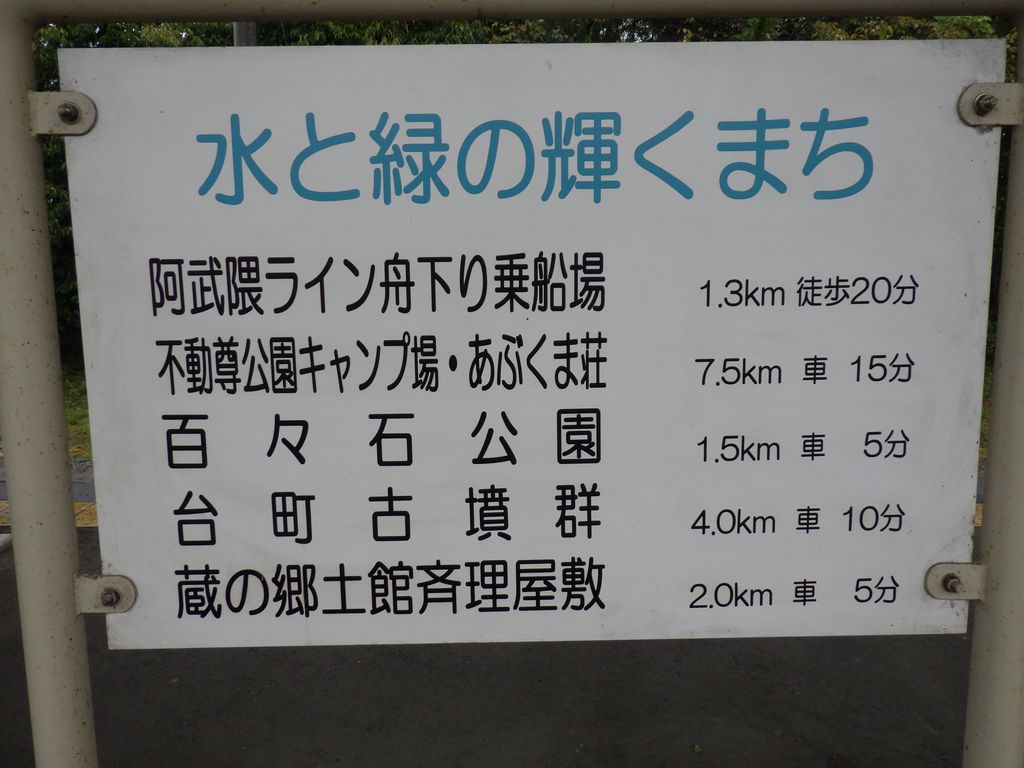 水と緑の輝くまち
阿武隈ライン舟下り乗船場 1.3km 徒歩20分
不動尊公園キャンプ場・あぶくま荘 7.5km 車 15分
百々石公園 1.5km 車 5分
台町古墳群 4.0km 車 10分
蔵の郷土館斉理屋敷 2.0km 車 5分